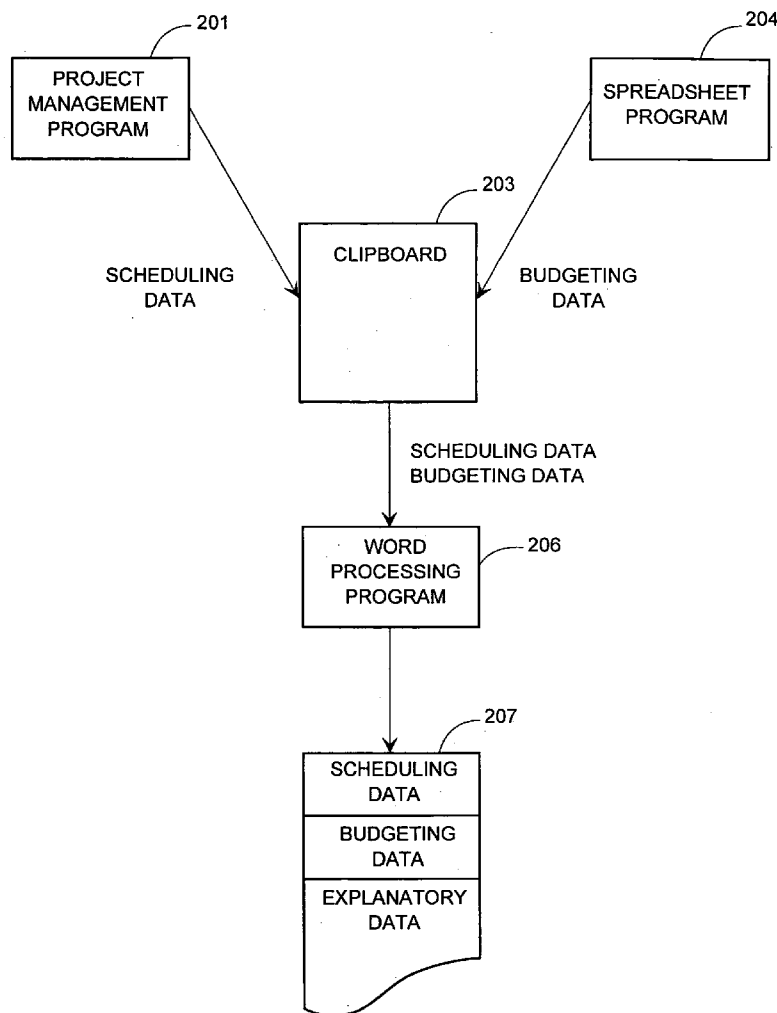 201
PROJECT
MANAGEMENT
PROGRAM
204
SPREADSHEET
PROGRAM
203
CLIPBOARD
SCHEDULING
DATA
BUDGETING
DATA
SCHEDULING DATA
BUDGETING DATA
WORD
PROCESSING
PROGRAM
206
207
SCHEDULING
DATA
BUDGETING
DATA
EXPLANATORY
DATA